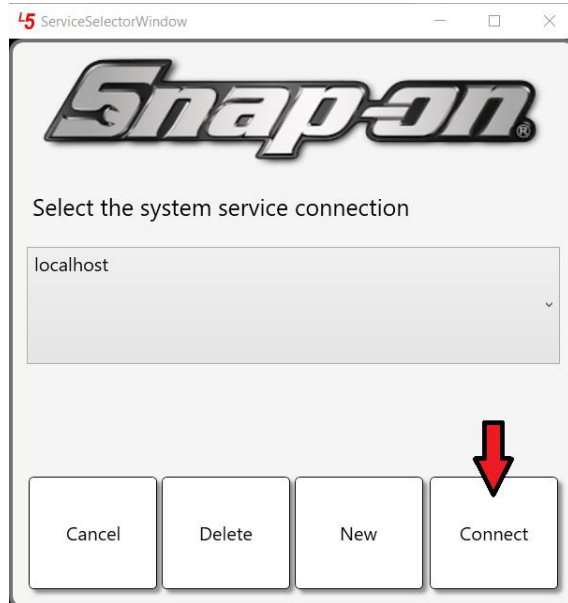 L5 ServiceSelectorWindow
Snap-on®
Select the system service connection
localhost
Cancel Delete New Connect